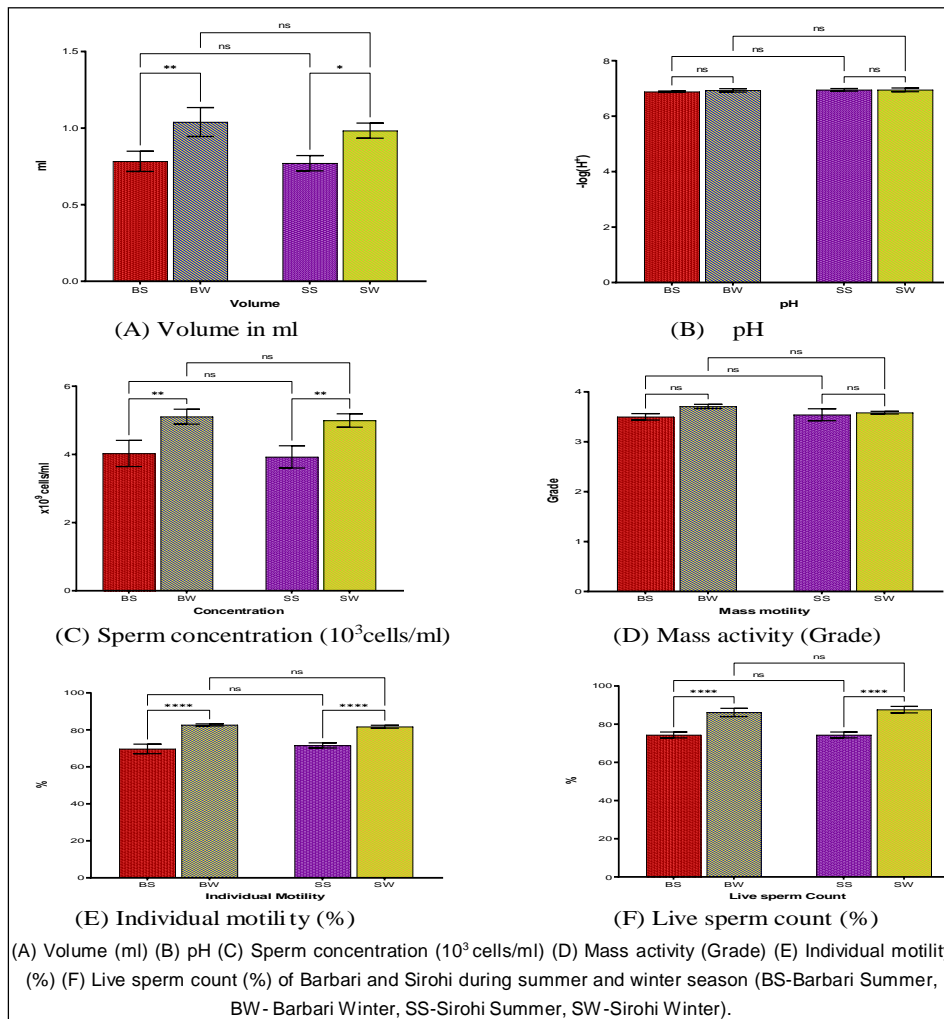 ns
ns
** *
1.5
1.0
0.5
0.0
ml
BS BW SS SW
Volume
(A) Volume in ml
ns
ns
ns ns
8
6
4
2
0
-log(H⁺)
BS BW SS SW
pH
(B) pH
ns
ns
** **
6
4
2
0
x10⁹ cells/ml
BS BW SS SW
Concentration
(C) Sperm concentration (10³cells/ml)
ns
ns
ns ns
4
3
2
1
0
Grade
BS BW SS SW
Mass motility
(D) Mass activity (Grade)
ns
ns
**** ****
100
80
60
40
20
0
%
BS BW SS SW
Individual Motility
(E) Individual motility (%)
ns
ns
**** ****
100
80
60
40
20
0
%
BS BW SS SW
Live sperm Count
(F) Live sperm count (%)
(A) Volume (ml) (B) pH (C) Sperm concentration (10³ cells/ml) (D) Mass activity (Grade) (E) Individual motility
(%) (F) Live sperm count (%) of Barbari and Sirohi during summer and winter season (BS-Barbari Summer,
BW- Barbari Winter, SS-Sirohi Summer, SW-Sirohi Winter).